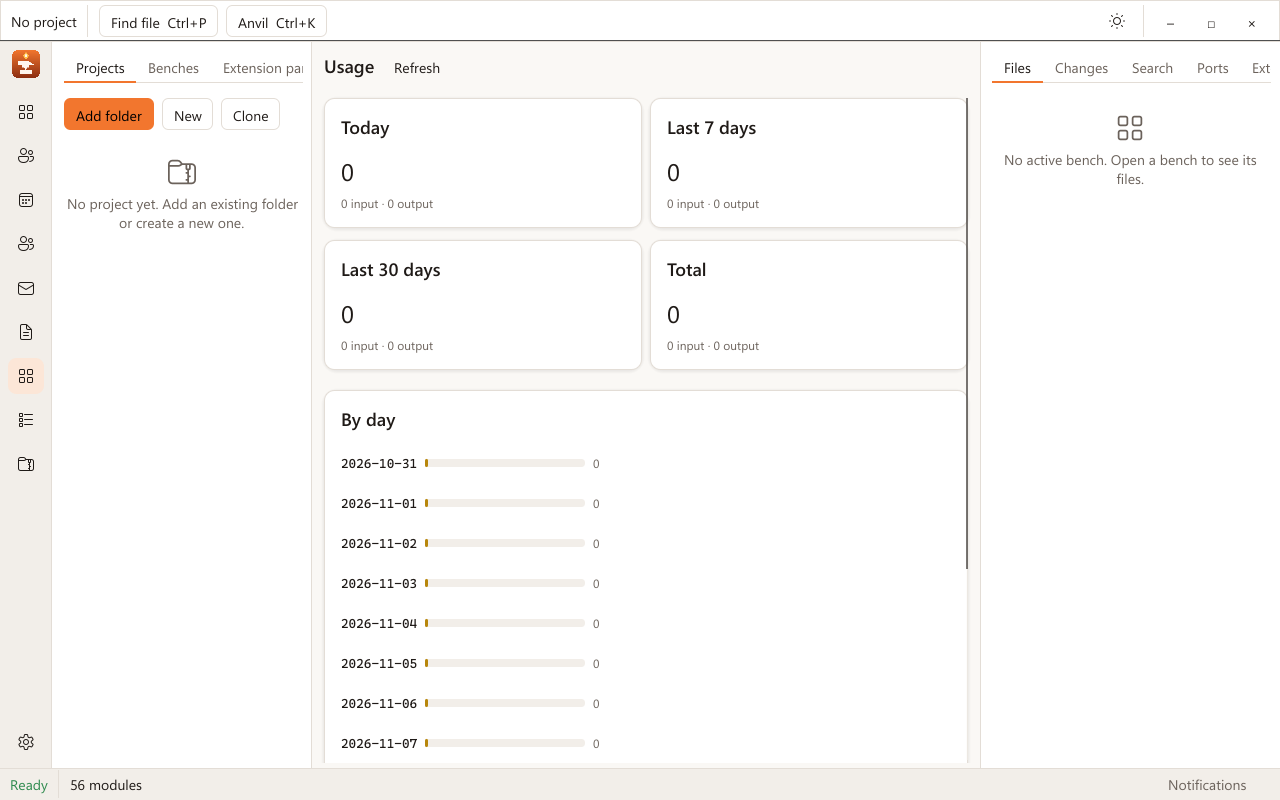 No project
Find file Ctrl+P
Anvil Ctrl+K
Projects
Benches
Extension par
Add folder
New
Clone
No project yet. Add an existing folder
or create a new one.
Usage
Refresh
Today
0
0 input · 0 output
Last 7 days
0
0 input · 0 output
Last 30 days
0
0 input · 0 output
Total
0
0 input · 0 output
By day
2026-10-31 0
2026-11-01 0
2026-11-02 0
2026-11-03 0
2026-11-04 0
2026-11-05 0
2026-11-06 0
2026-11-07 0
Files
Changes
Search
Ports
Ext
No active bench. Open a bench to see its
files.
Ready
56 modules
Notifications